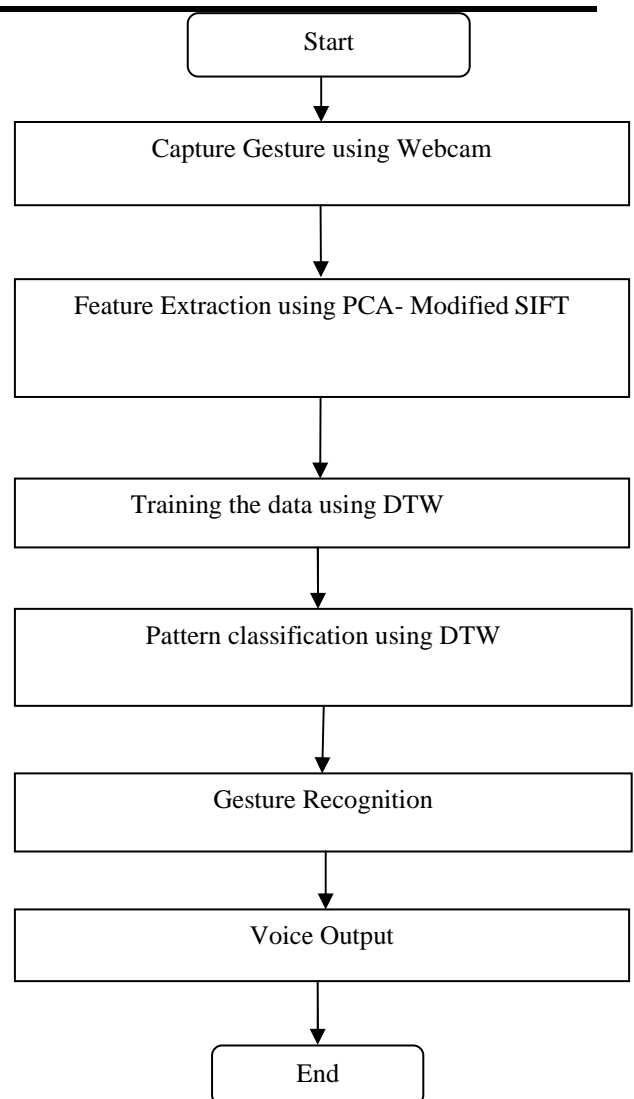 Start
Capture Gesture using Webcam
Feature Extraction using PCA- Modified SIFT
Training the data using DTW
Pattern classification using DTW
Gesture Recognition
Voice Output
End